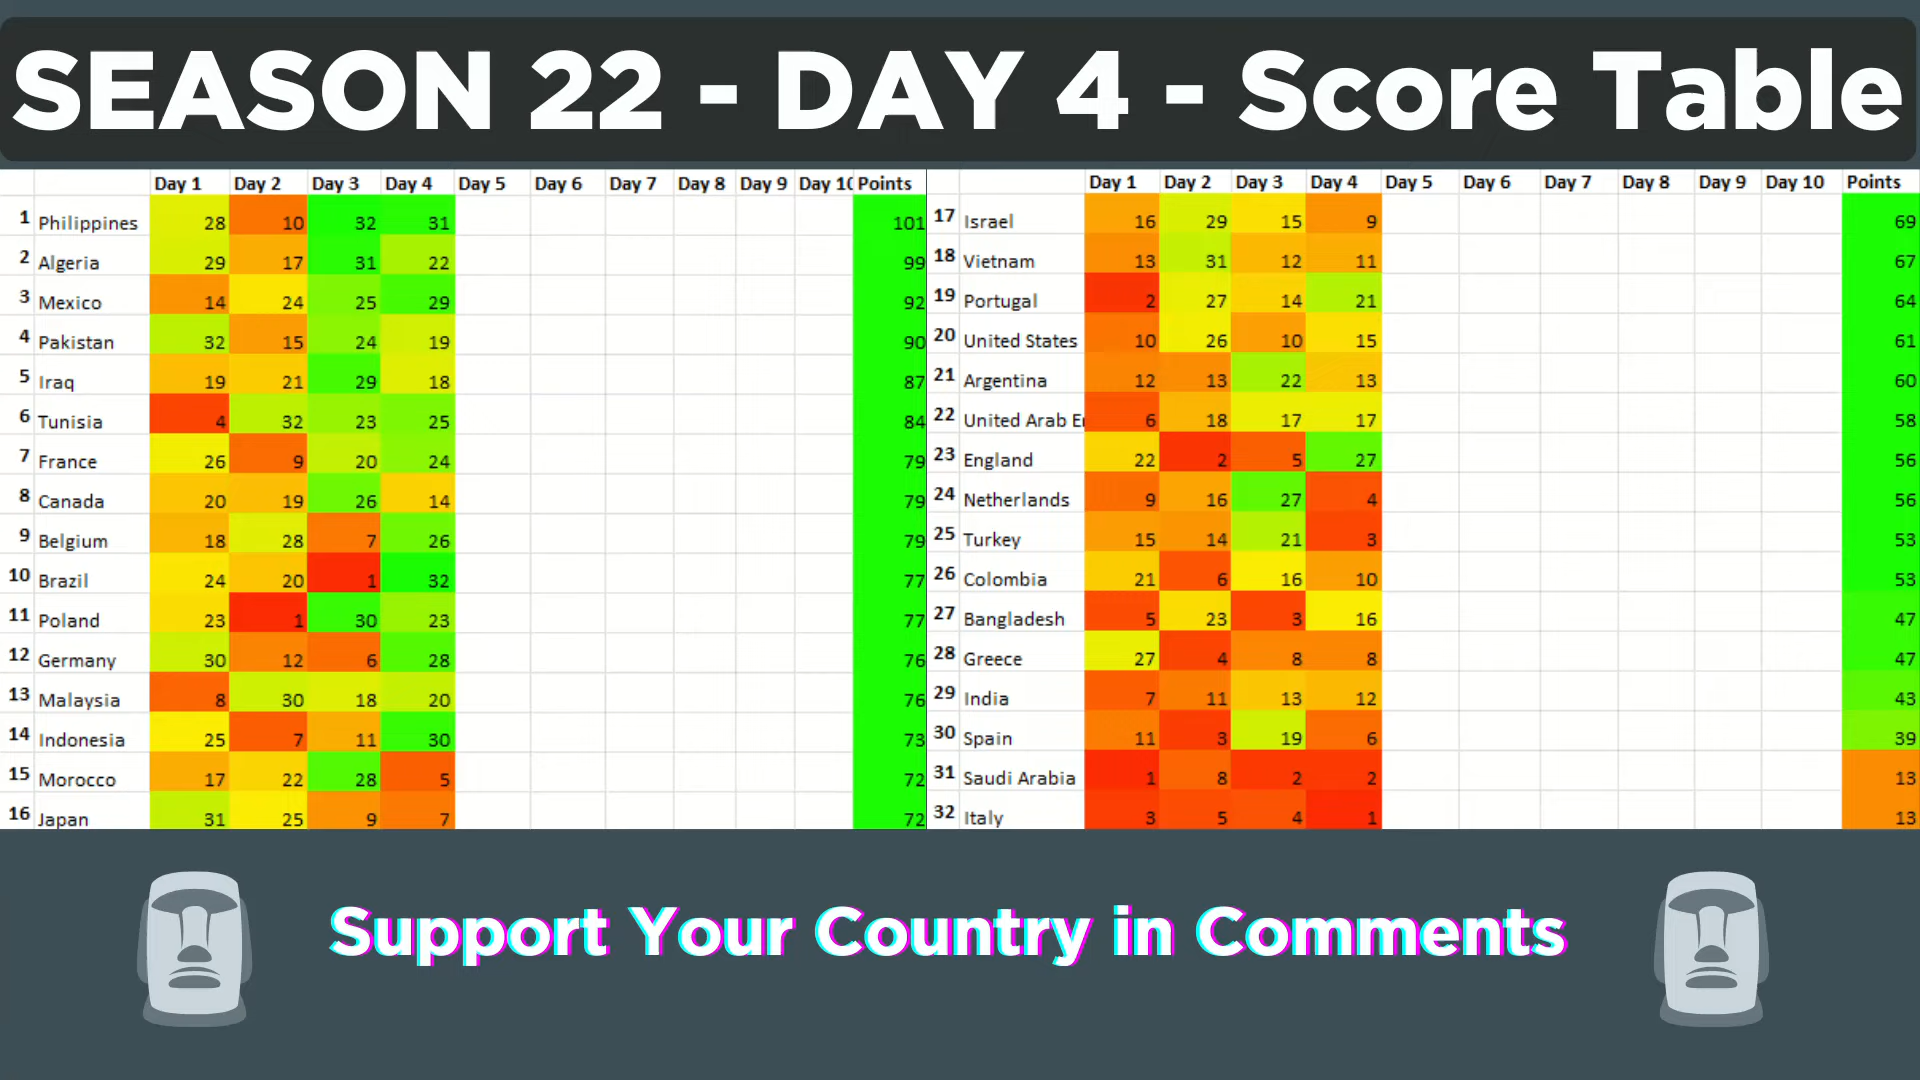 SEASON 22 - DAY 4 - Score Table
Day 1 Day 2 Day 3 Day 4 Day 5 Day 6 Day 7 Day 8 Day 9 Day 10 Points
1 Philippines 28 10 32 31 101
2 Algeria 29 17 31 22 99
3 Mexico 14 24 25 29 92
4 Pakistan 32 15 24 19 90
5 Iraq 19 21 29 18 87
6 Tunisia 4 32 23 25 84
7 France 26 9 20 24 79
8 Canada 20 19 26 14 79
9 Belgium 18 28 7 26 79
10 Brazil 24 20 1 32 77
11 Poland 23 1 30 23 77
12 Germany 30 12 6 28 76
13 Malaysia 8 30 18 20 76
14 Indonesia 25 7 11 30 73
15 Morocco 17 22 28 5 72
16 Japan 31 25 9 7 72
Day 1 Day 2 Day 3 Day 4 Day 5 Day 6 Day 7 Day 8 Day 9 Day 10 Points
17 Israel 16 29 15 9 69
18 Vietnam 13 31 12 11 67
19 Portugal 2 27 14 21 64
20 United States 10 26 10 15 61
21 Argentina 12 13 22 13 60
22 United Arab E 6 18 17 17 58
23 England 22 2 5 27 56
24 Netherlands 9 16 27 4 56
25 Turkey 15 14 21 3 53
26 Colombia 21 6 16 10 53
27 Bangladesh 5 23 3 16 47
28 Greece 27 4 8 8 47
29 India 7 11 13 12 43
30 Spain 11 3 19 6 39
31 Saudi Arabia 1 8 2 2 13
32 Italy 3 5 4 1 13
Support Your Country in Comments